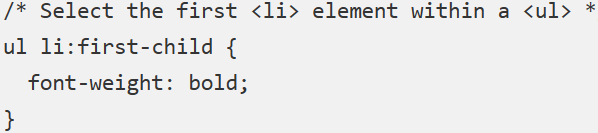 /* Select the first <li> element within a <ul> *
ul li:first-child {
  font-weight: bold;
}